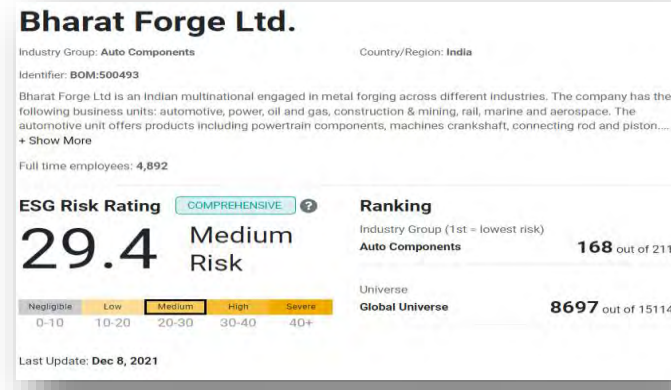 Bharat Forge Ltd.
Industry Group: Auto Components
Country/Region: India
Identifier: BOM:500493
Bharat Forge Ltd is an Indian multinational engaged in metal forging across different industries. The company has the
following business units: automotive, power, oil and gas, construction & mining, rail, marine and aerospace. The
automotive unit offers products including powertrain components, machines crankshaft, connecting rod and piston....
+ Show More
Full time employees: 4,892
ESG Risk Rating COMPREHENSIVE ?
29.4 Medium
Risk
Negligible Low Medium High Severe
0-10 10-20 20-30 30-40 40+
Last Update: Dec 8, 2021
Ranking
Industry Group (1st = lowest risk)
Auto Components 168 out of 211
Universe
Global Universe 8697 out of 15114